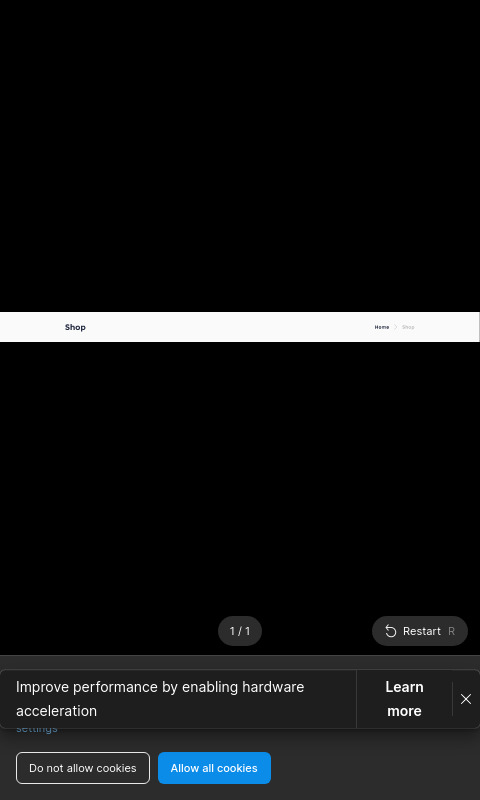 Shop
Home > Shop
1 / 1
Restart R
Improve performance by enabling hardware acceleration
Learn more
settings
Do not allow cookies
Allow all cookies